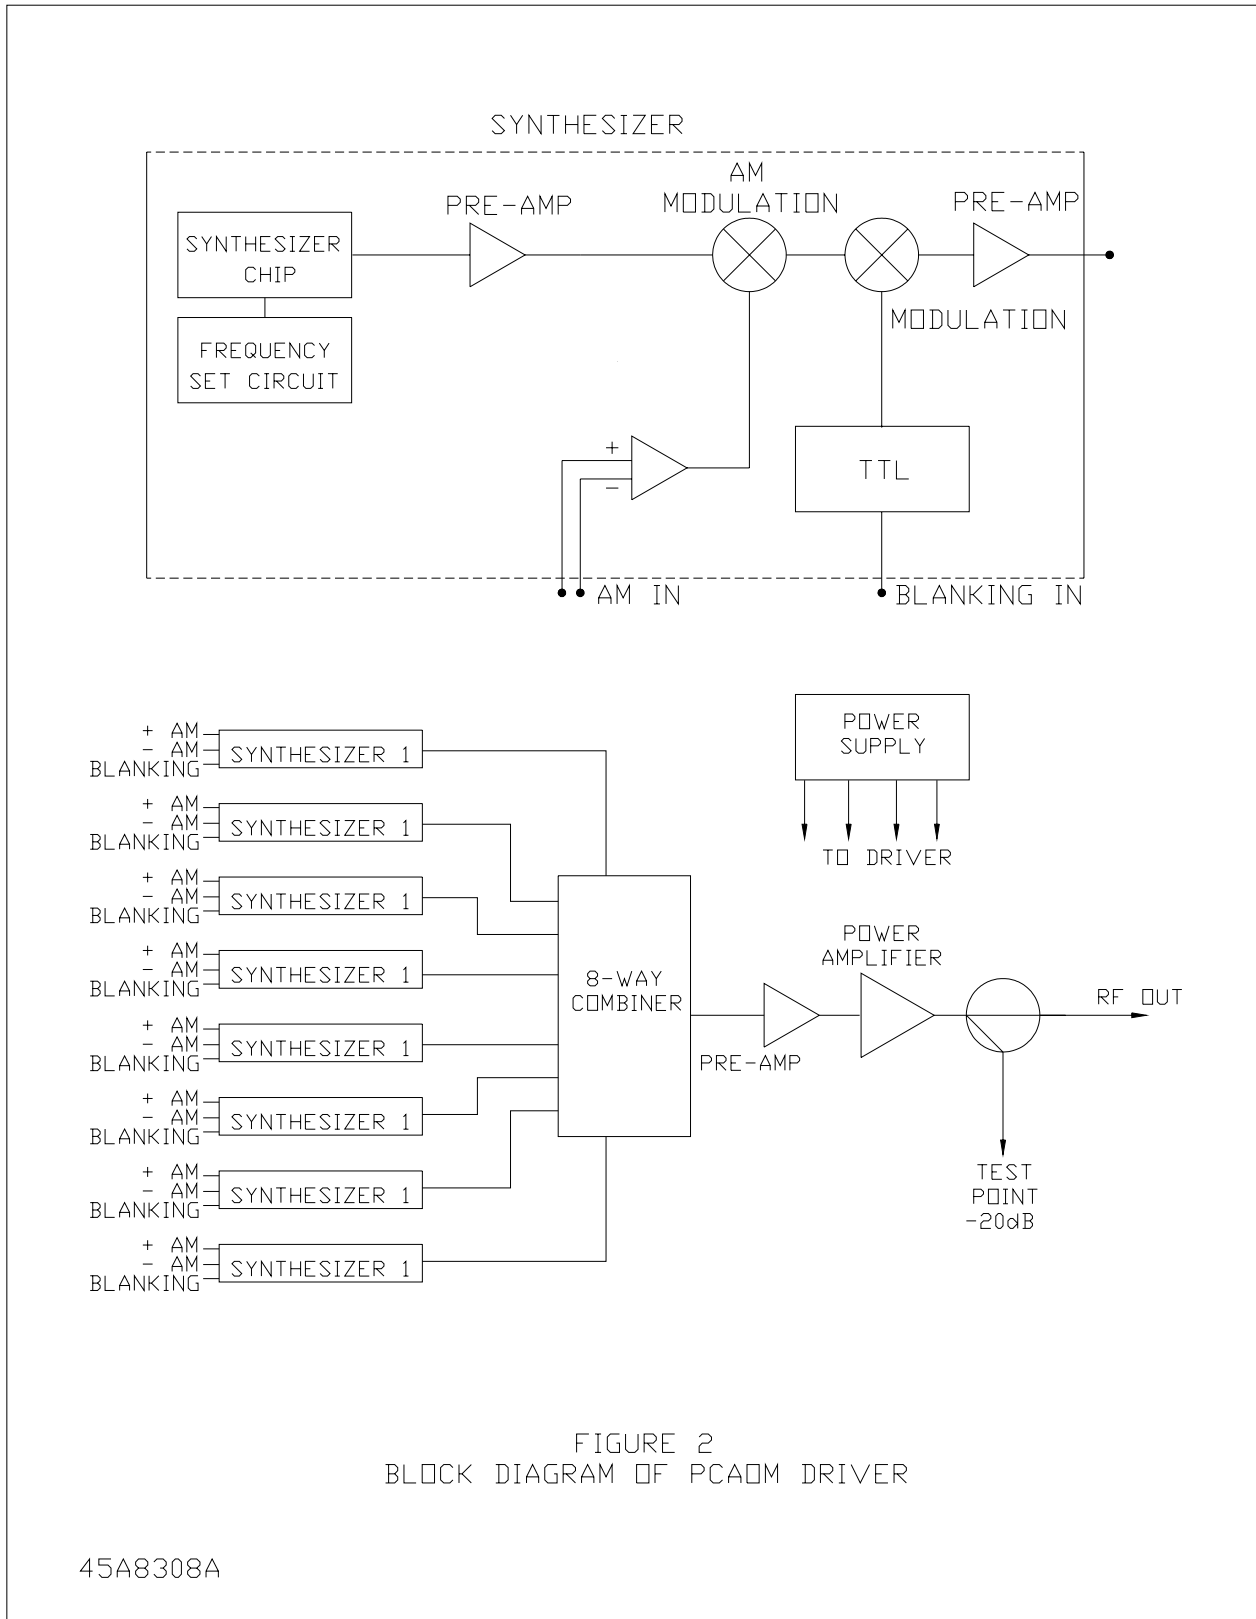 SYNTHESIZER
AM
MODULATION
PRE-AMP
PRE-AMP
SYNTHESIZER
CHIP
MODULATION
FREQUENCY
SET CIRCUIT
+
-
TTL
AM IN
BLANKING IN
POWER
SUPPLY
TO DRIVER
+ AM
- AM
BLANKING
SYNTHESIZER 1
+ AM
- AM
BLANKING
SYNTHESIZER 1
+ AM
- AM
BLANKING
SYNTHESIZER 1
+ AM
- AM
BLANKING
SYNTHESIZER 1
+ AM
- AM
BLANKING
SYNTHESIZER 1
+ AM
- AM
BLANKING
SYNTHESIZER 1
+ AM
- AM
BLANKING
SYNTHESIZER 1
+ AM
- AM
BLANKING
SYNTHESIZER 1
8-WAY
COMBINER
PRE-AMP
POWER
AMPLIFIER
RF OUT
TEST
POINT
-20dB
FIGURE 2
BLOCK DIAGRAM OF PCAOM DRIVER
45A8308A